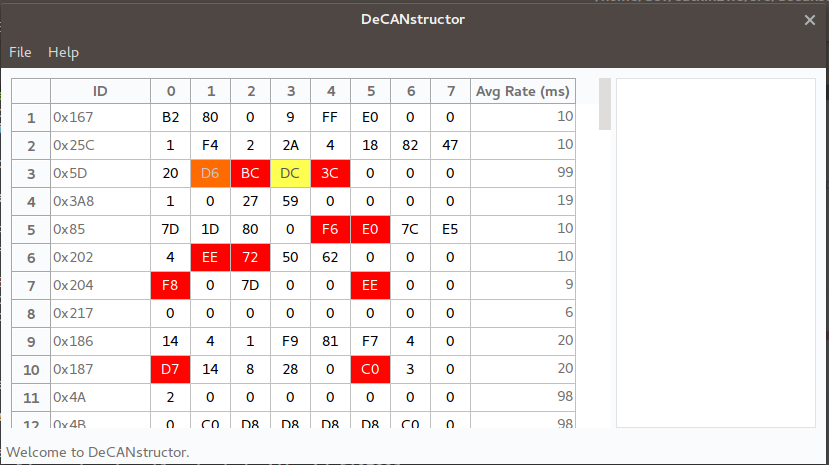 DeCANstructor
File Help
ID 0 1 2 3 4 5 6 7 Avg Rate (ms)
1 0x167 B2 80 0 9 FF E0 0 0 10
2 0x25C 1 F4 2 2A 4 18 82 47 10
3 0x5D 20 D6 BC DC 3C 0 0 0 99
4 0x3A8 1 0 27 59 0 0 0 0 19
5 0x85 7D 1D 80 0 F6 E0 7C E5 10
6 0x202 4 EE 72 50 62 0 0 0 10
7 0x204 F8 0 7D 0 0 EE 0 0 9
8 0x217 0 0 0 0 0 0 0 0 6
9 0x186 14 4 1 F9 81 F7 4 0 20
10 0x187 D7 14 8 28 0 C0 3 0 20
11 0x4A 2 0 0 0 0 0 0 0 98
12 0x4B 0 C0 D8 D8 D8 D8 C0 0 98
Welcome to DeCANstructor.